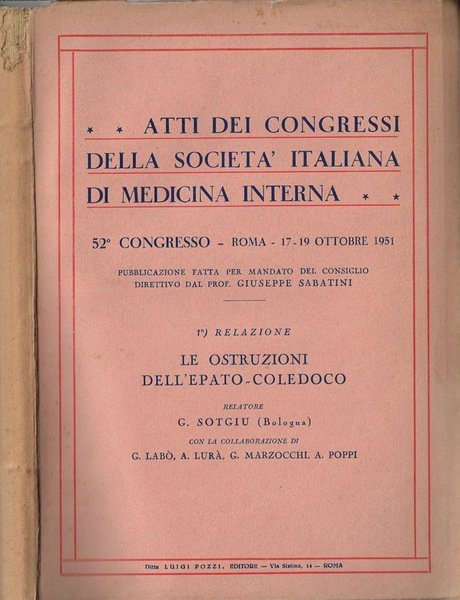 ★ ★ ATTI DEI CONGRESSI
DELLA SOCIETA' ITALIANA
DI MEDICINA INTERNA ★ ★
52° CONGRESSO - ROMA - 17-19 OTTOBRE 1951
PUBBLICAZIONE FATTA PER MANDATO DEL CONSIGLIO
DIRETTIVO DAL PROF. GIUSEPPE SABATINI
1°) RELAZIONE
LE OSTRUZIONI
DELL'EPATO-COLEDOCO
RELATORE
G. SOTGIU (Bologna)
CON LA COLLABORAZIONE DI
G. LABÒ, A. LURÀ, G. MARZOCCHI, A. POPPI
Ditta LUIGI POZZI, EDITORE — Via Sistina, 14 — ROMA